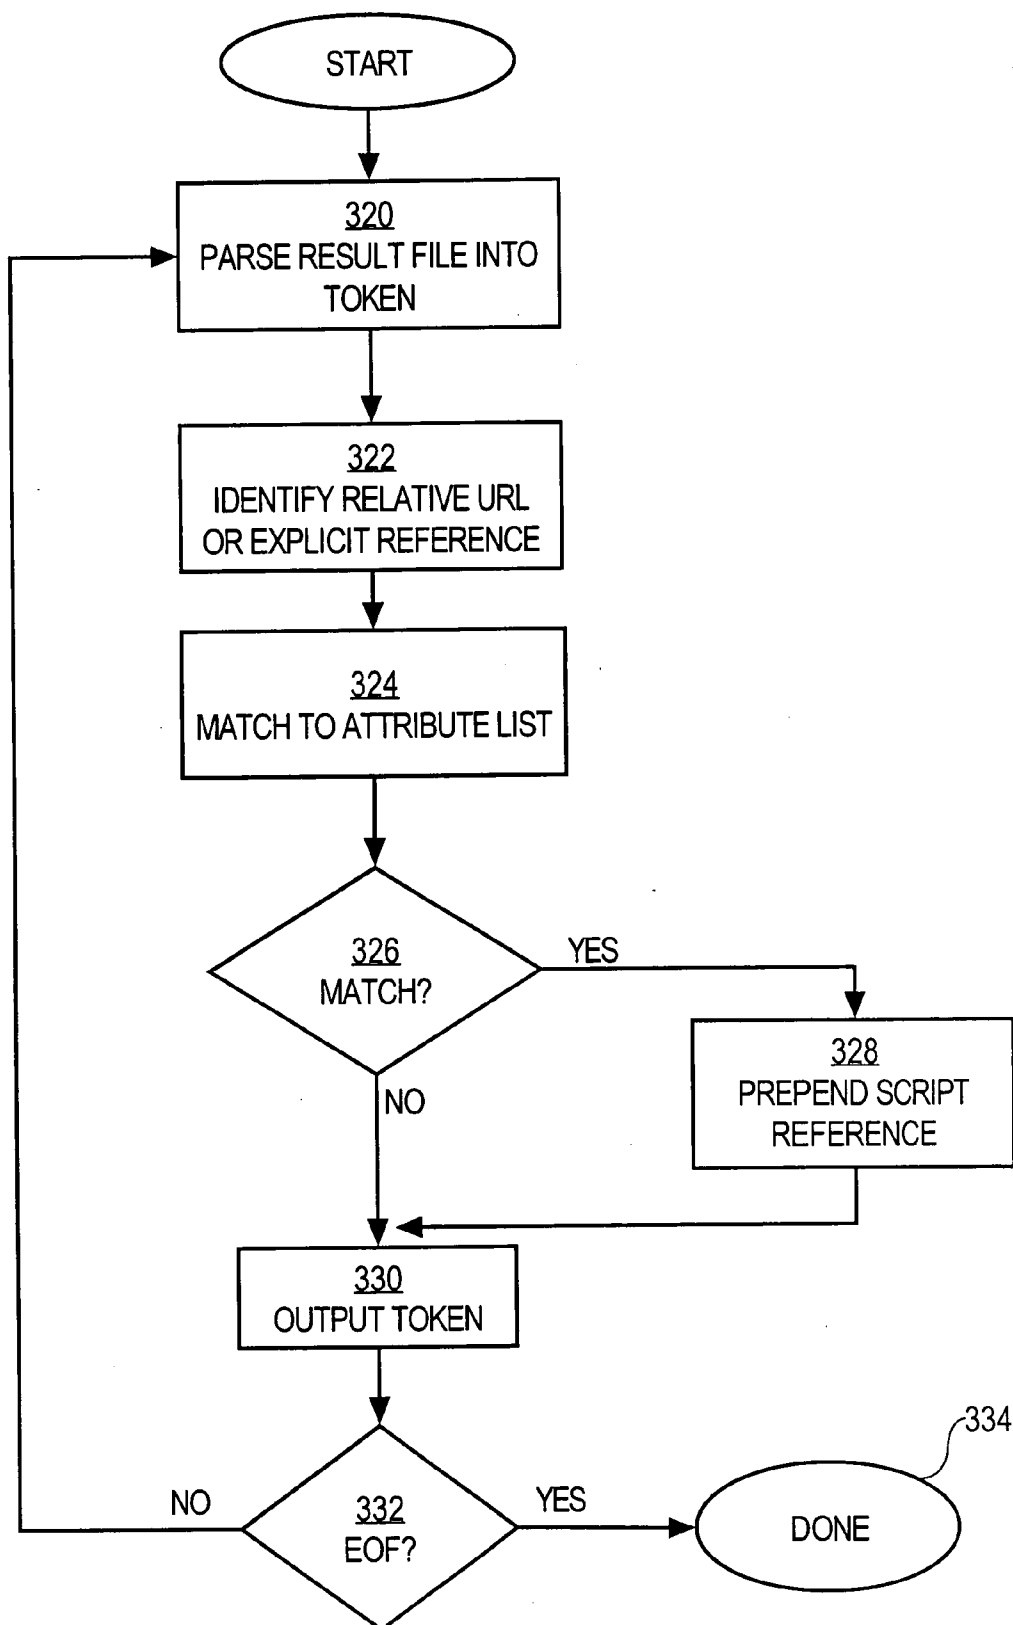 START
320
PARSE RESULT FILE INTO
TOKEN
322
IDENTIFY RELATIVE URL
OR EXPLICIT REFERENCE
324
MATCH TO ATTRIBUTE LIST
326
MATCH?
YES
328
PREPEND SCRIPT
REFERENCE
NO
330
OUTPUT TOKEN
332
EOF?
NO
YES
334
DONE